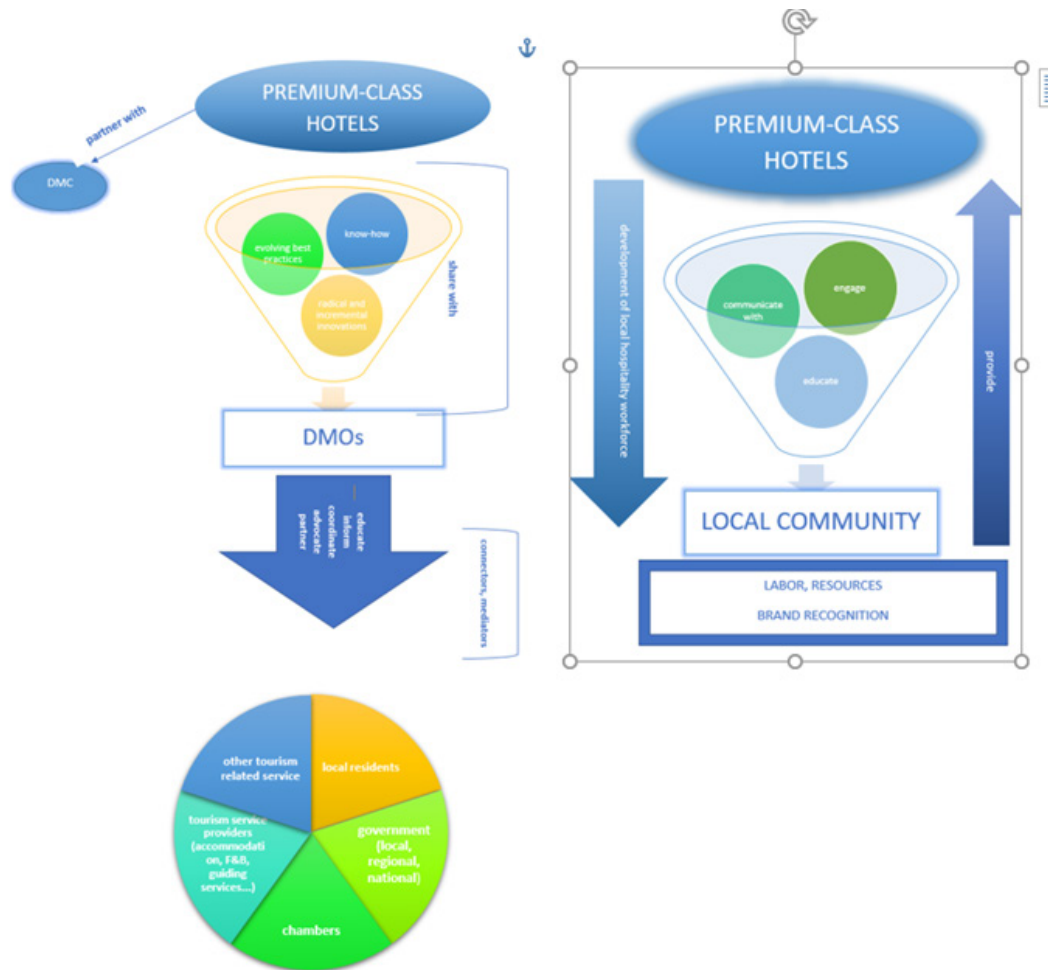 PREMIUM-CLASS
HOTELS
partner with
DMC
evolving best
practices
know-how
radical and
incremental
innovations
share with
DMOs
educate
inform
coordinate
advocate
partner
connectors, mediators
other tourism
related service
local residents
tourism service
providers
(accommodati
on, F&B,
guiding
services...)
government
(local,
regional,
national)
chambers
PREMIUM-CLASS
HOTELS
development of local hospitality workforce
communicate
with
engage
educate
provide
LOCAL COMMUNITY
LABOR, RESOURCES
BRAND RECOGNITION